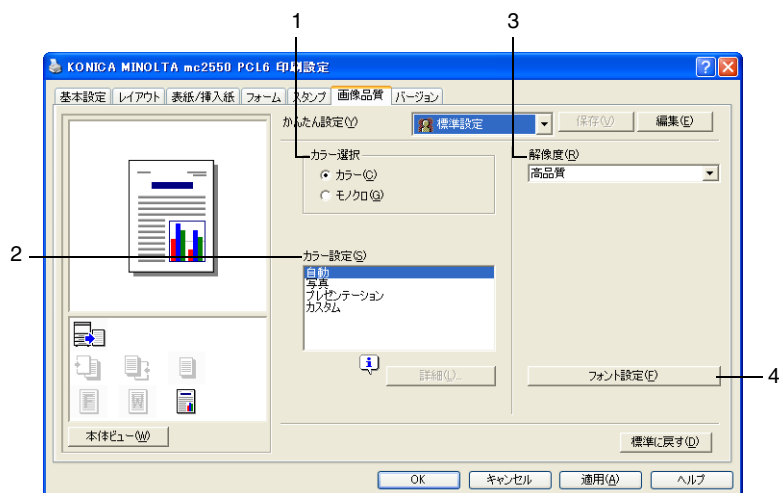 1
3
KONICA MINOLTA mc2550 PCL6 印刷設定
基本設定 レイアウト 表紙/挿入紙 フォーム スタンプ 画像品質 バージョン
かんたん設定(Y) 標準設定 保存(V) 編集(E)
カラー選択
カラー(C)
モノクロ(G)
解像度(R)
高品質
2
カラー設定(S)
自動
写真
プレゼンテーション
カスタム
詳細(L)...
フォント設定(F)
4
本体ビュー(W)
標準に戻す(D)
OK キャンセル 適用(A) ヘルプ